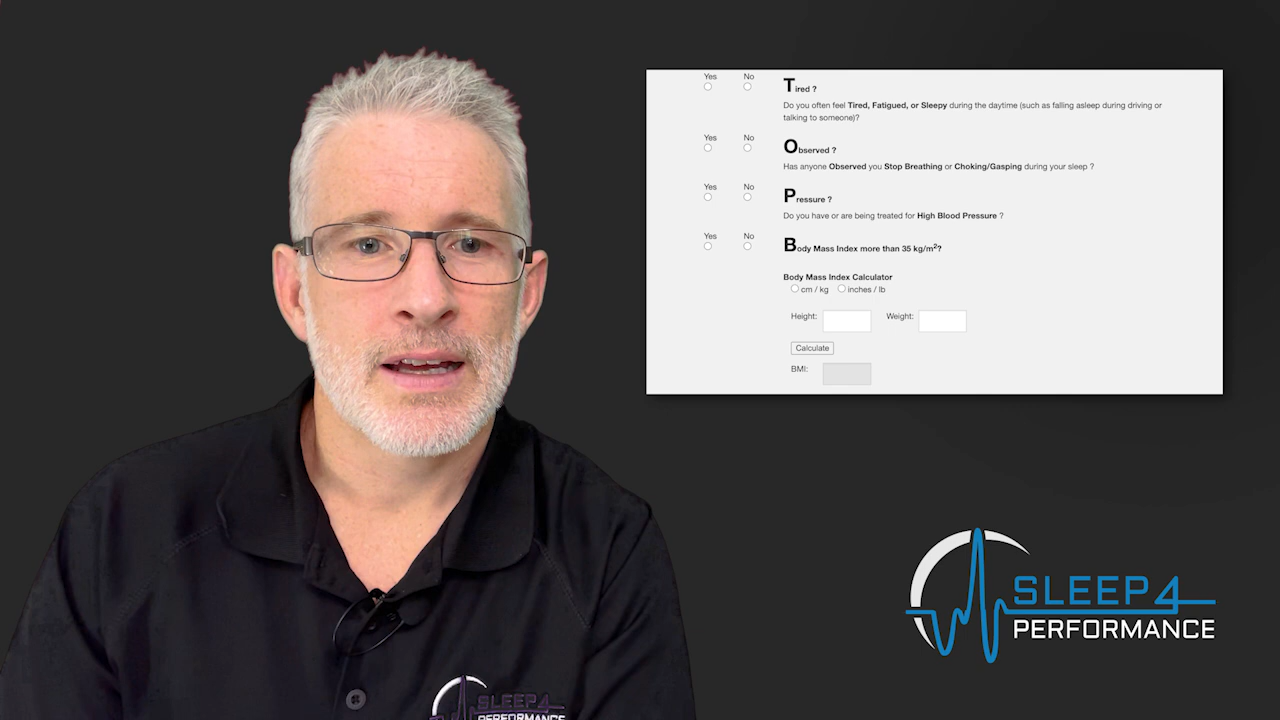 Yes No
Tired ?
Do you often feel Tired, Fatigued, or Sleepy during the daytime (such as falling asleep during driving or
talking to someone)?
Yes No
Observed ?
Has anyone Observed you Stop Breathing or Choking/Gasping during your sleep ?
Yes No
Pressure ?
Do you have or are being treated for High Blood Pressure ?
Yes No
Body Mass Index more than 35 kg/m²?
Body Mass Index Calculator
cm / kg inches / lb
Height: Weight:
Calculate
BMI:
SLEEP4
PERFORMANCE
SLEEP4
PERFORMANCE